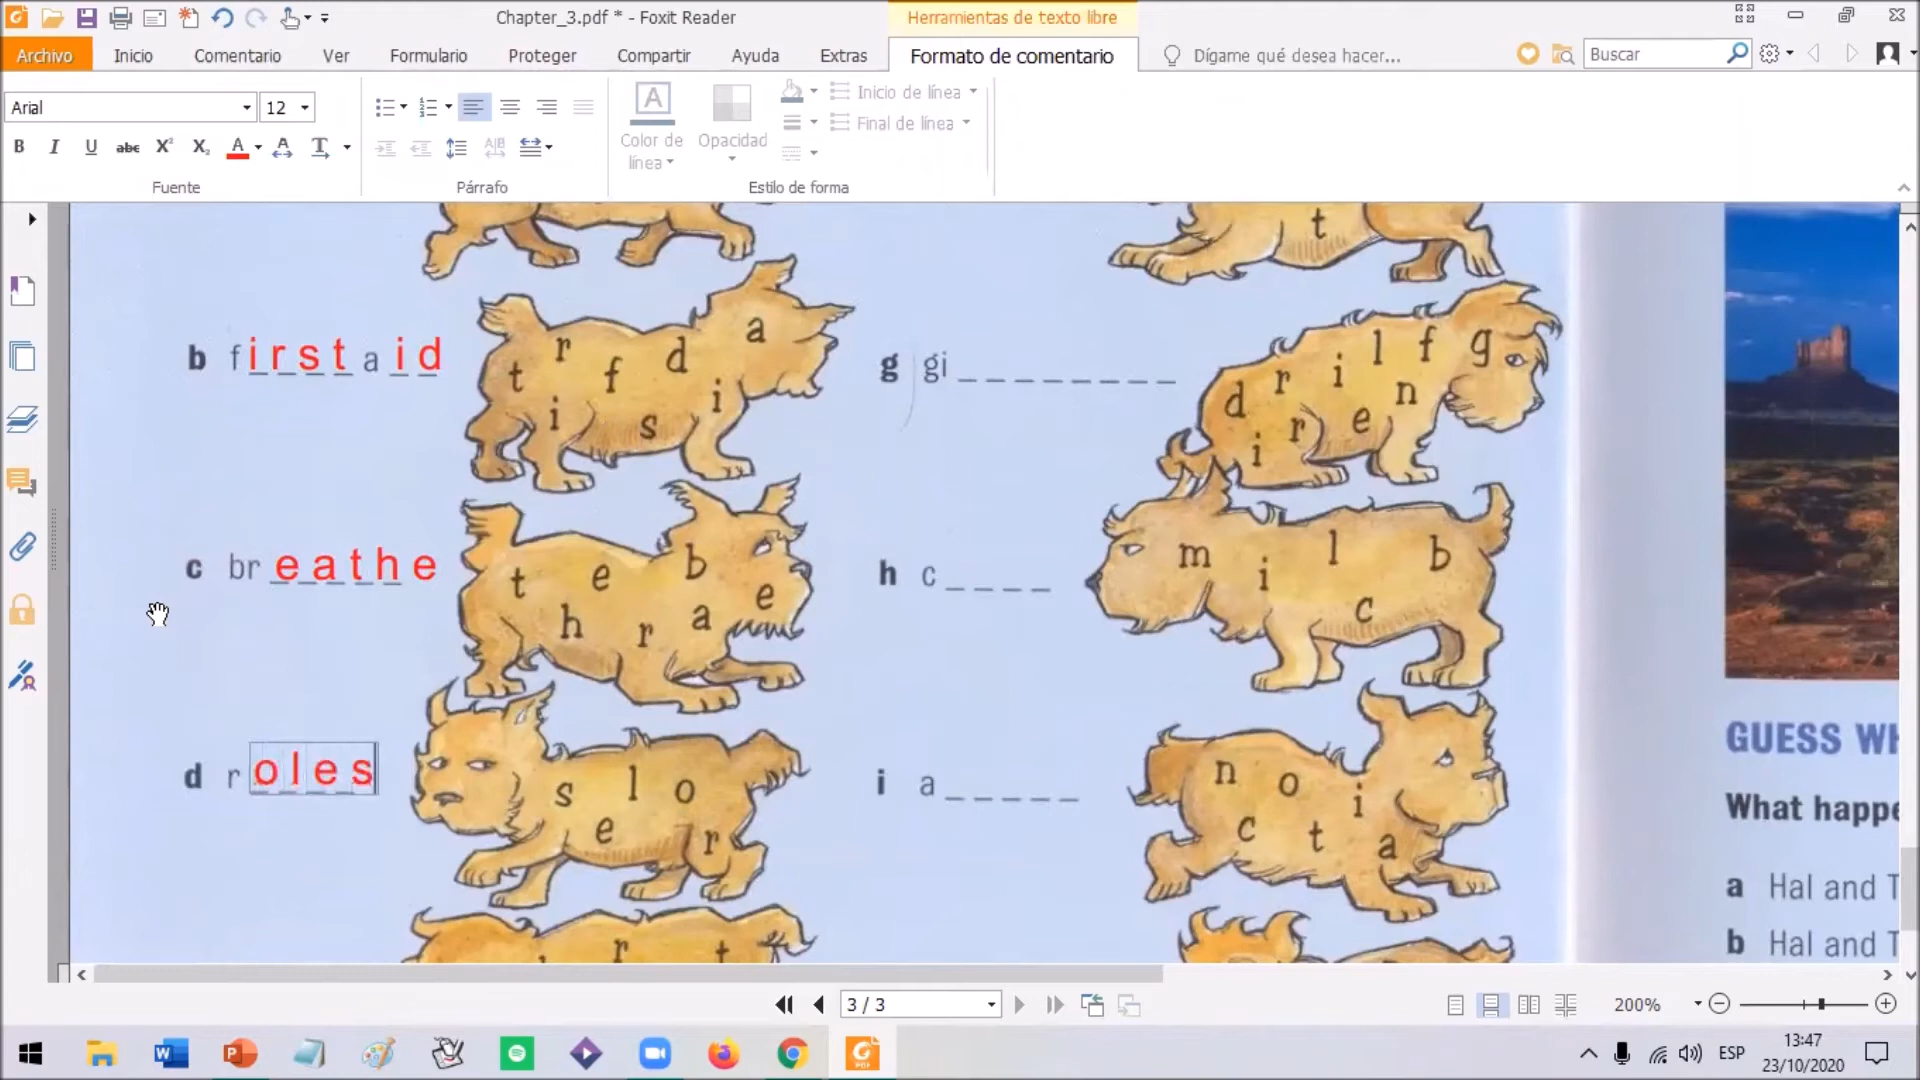 Chapter_3.pdf * - Foxit Reader
Herramientas de texto libre
Archivo Inicio Comentario Ver Formulario Proteger Compartir Ayuda Extras Formato de comentario Dígame qué desea hacer... Buscar
Arial 12
Inicio de línea
Final de línea
Color de línea
Opacidad
Fuente Párrafo Estilo de forma
t
b f i r s t a i d
t r f d a i s i
g gi _ _ _ _ _ _ _ _ _
d r i l f g i r e n
c br e a t h e
t e b h r a e
h c _ _ _ _
m i l b c
d r o l e s
s l o e r
i a _ _ _ _ _
n o i c t a
r t
GUESS WH
What happe
a Hal and T
b Hal and T
3 / 3
200%
ESP
13:47
23/10/2020